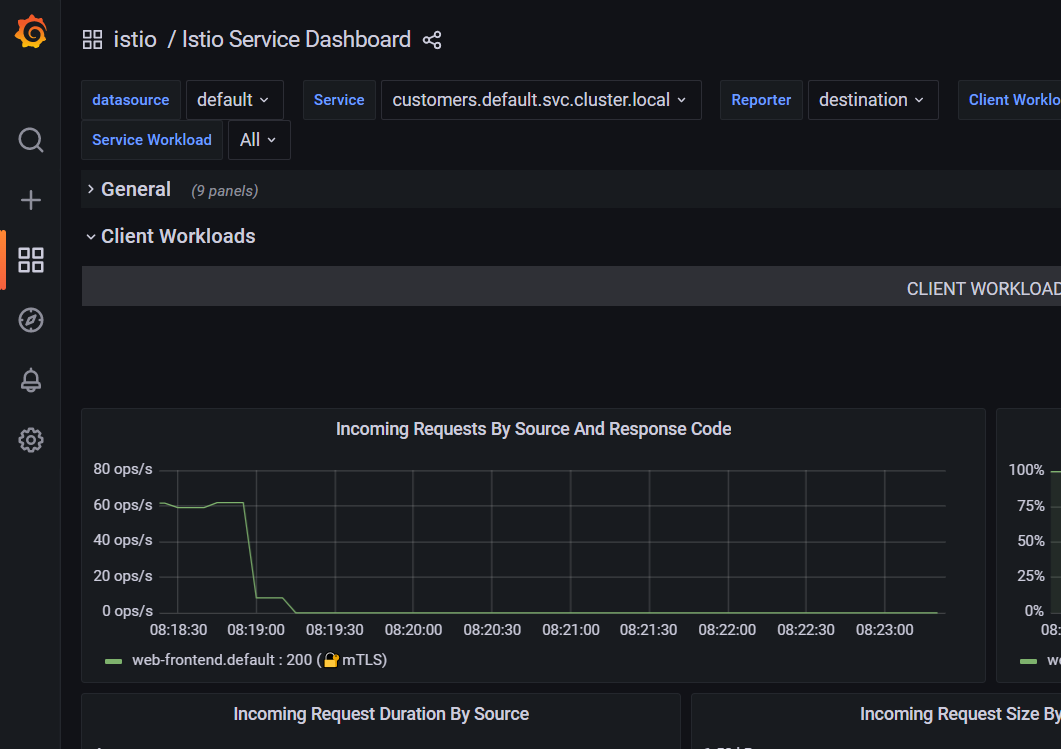 istio / Istio Service Dashboard
datasource default Service customers.default.svc.cluster.local Reporter destination Client Worklo
Service Workload All
General (9 panels)
Client Workloads
CLIENT WORKLOAD
Incoming Requests By Source And Response Code
80 ops/s
60 ops/s
40 ops/s
20 ops/s
0 ops/s
08:18:30 08:19:00 08:19:30 08:20:00 08:20:30 08:21:00 08:21:30 08:22:00 08:22:30 08:23:00
web-frontend.default : 200 (🔐mTLS)
100%
75%
50%
25%
0%
08:
we
Incoming Request Duration By Source
Incoming Request Size By